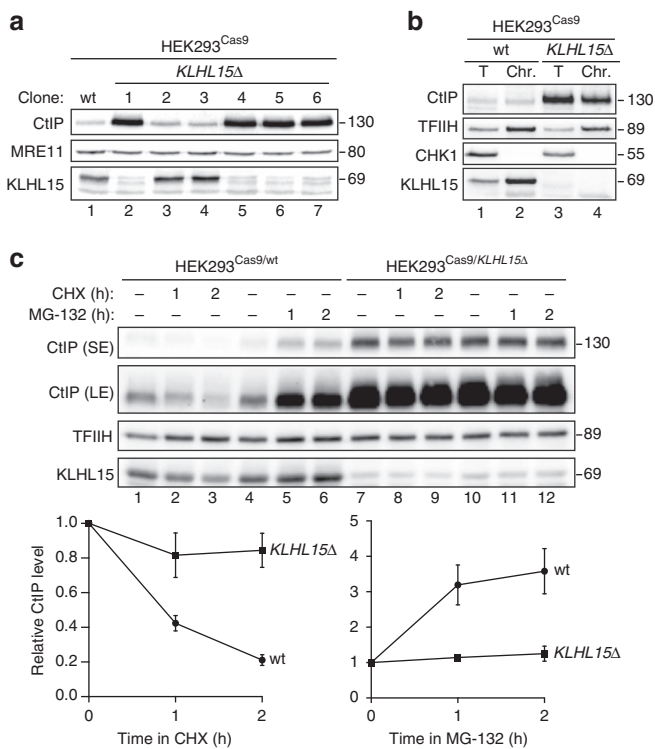 a
HEK293Cas9
KLHL15Δ
Clone: wt 1 2 3 4 5 6
CtIP -130
MRE11 -80
KLHL15 -69
1 2 3 4 5 6 7
b
HEK293Cas9
wt KLHL15Δ
T Chr. T Chr.
CtIP -130
TFIIH -89
CHK1 -55
KLHL15 -69
1 2 3 4
c
HEK293Cas9/wt HEK293Cas9/KLHL15Δ
CHX (h): – 1 2 – – – – 1 2 – – –
MG-132 (h): – – – – 1 2 – – – – 1 2
CtIP (SE) -130
CtIP (LE)
TFIIH -89
KLHL15 -69
1 2 3 4 5 6 7 8 9 10 11 12
Relative CtIP level
1.0
0.8
0.6
0.4
0.2
0.0
KLHL15Δ
wt
0 1 2
Time in CHX (h)
5
4
3
2
1
0
wt
KLHL15Δ
0 1 2
Time in MG-132 (h)